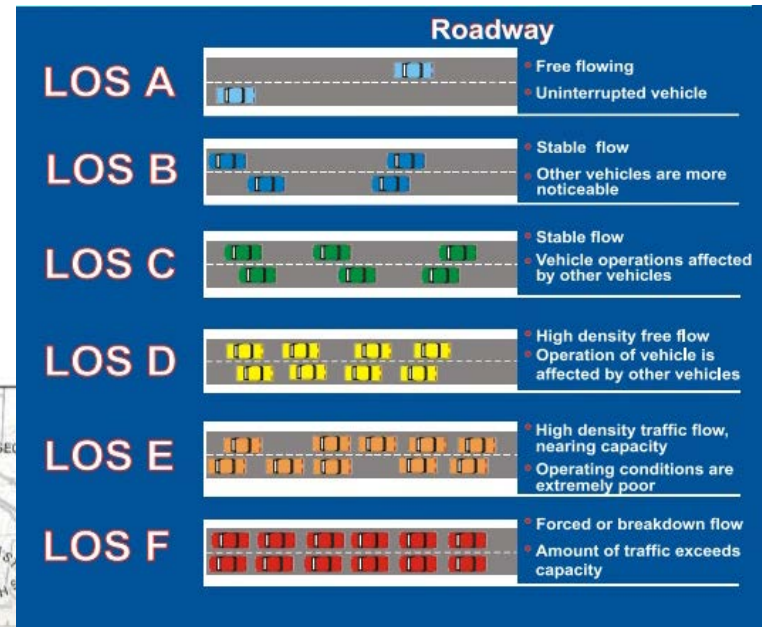 Roadway
LOS A
Free flowing
Uninterrupted vehicle
LOS B
Stable flow
Other vehicles are more
noticeable
LOS C
Stable flow
Vehicle operations affected
by other vehicles
LOS D
High density free flow
Operation of vehicle is
affected by other vehicles
LOS E
High density traffic flow,
nearing capacity
Operating conditions are
extremely poor
LOS F
Forced or breakdown flow
Amount of traffic exceeds
capacity